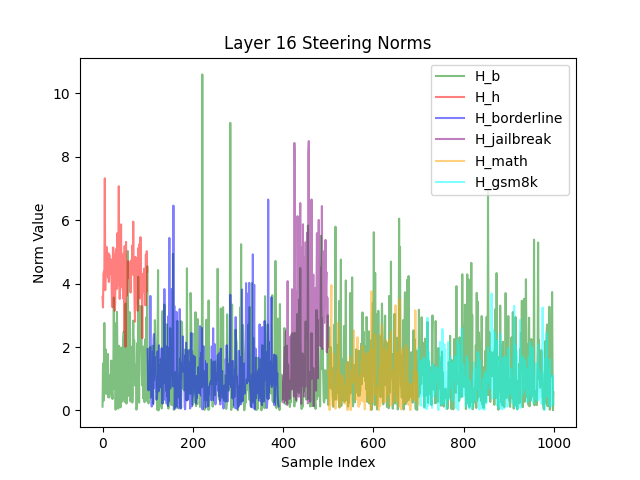 Layer 16 Steering Norms
Norm Value
10
8
6
4
2
0
H_b
H_h
H_borderline
H_jailbreak
H_math
H_gsm8k
0 200 400 600 800 1000
Sample Index